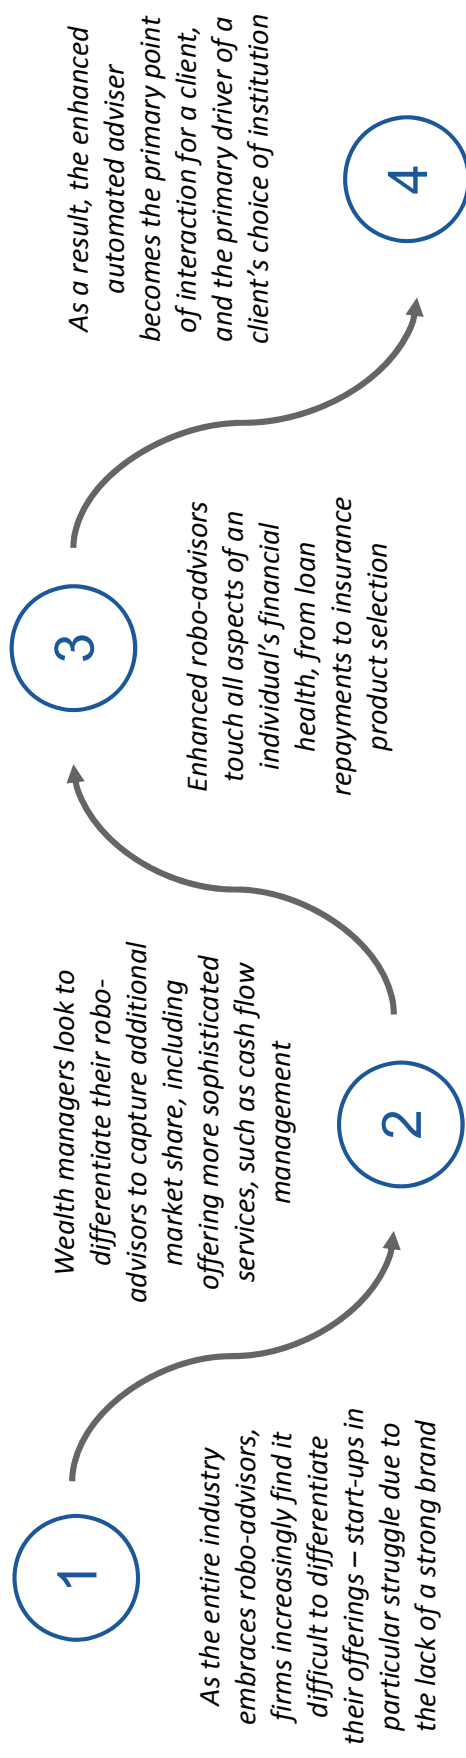 1
As the entire industry
embraces robo-advisors,
firms increasingly find it
difficult to differentiate
their offerings – start-ups in
particular struggle due to
the lack of a strong brand
Wealth managers look to
differentiate their robo-
advisors to capture additional
market share, including
offering more sophisticated
services, such as cash flow
management
2
3
Enhanced robo-advisors
touch all aspects of an
individual's financial
health, from loan
repayments to insurance
product selection
As a result, the enhanced
automated adviser
becomes the primary point
of interaction for a client,
and the primary driver of a
client's choice of institution
4